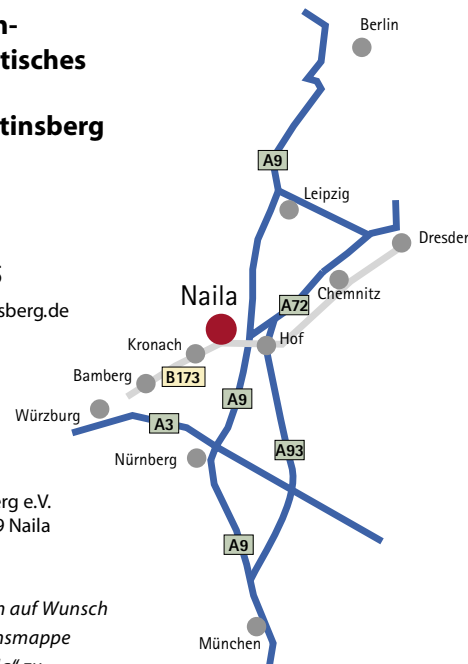 n-
tisches
tinsberg
sberg.de
erg e.V.
9 Naila
n auf Wunsch
nsmappe
Berlin
A9
Leipzig
Dresden
Chemnitz
Naila
A72
Hof
Kronach
Bamberg
B173
A9
Würzburg
A3
Nürnberg
A93
A9
München